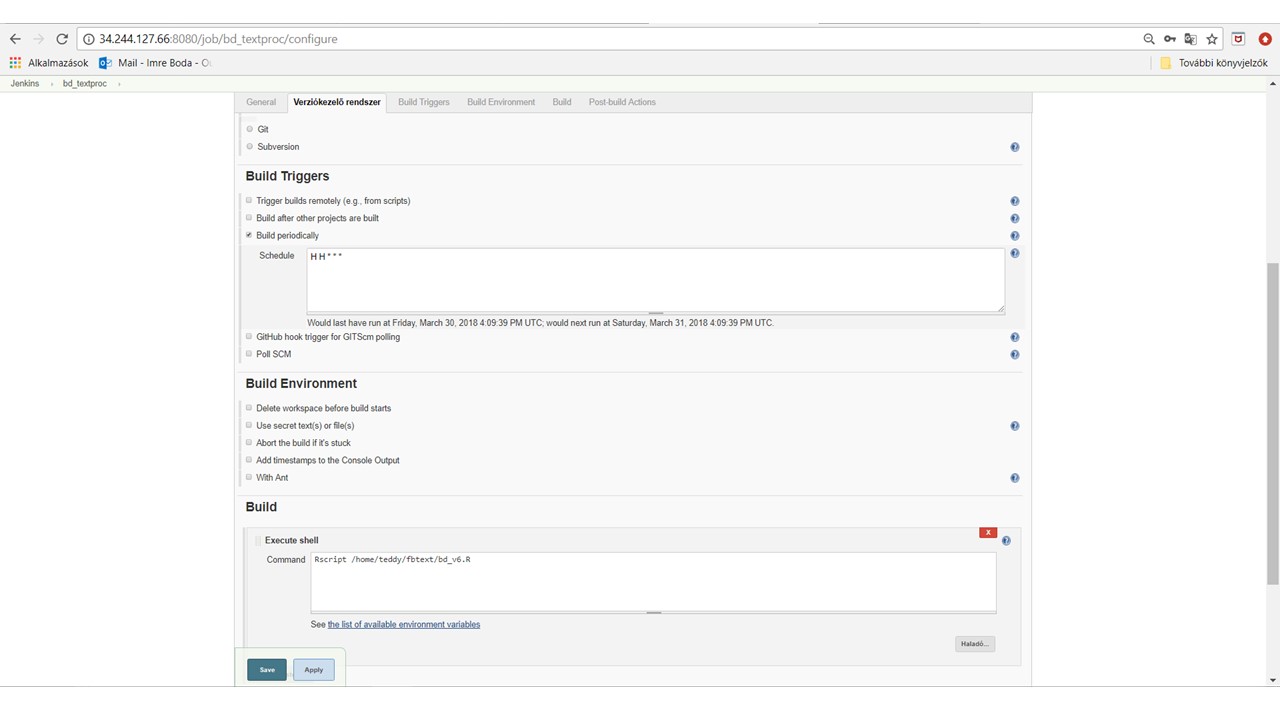 34.244.127.66:8080/job/bd_textproc/configure
Alkalmazások Mail - Imre Boda - O További könyvjelzők
Jenkins › bd_textproc ›
General Verziókezelő rendszer Build Triggers Build Environment Build Post-build Actions
Git
Subversion
Build Triggers
Trigger builds remotely (e.g., from scripts)
Build after other projects are built
Build periodically
Schedule H H * * *
Would last have run at Friday, March 30, 2018 4:09:39 PM UTC; would next run at Saturday, March 31, 2018 4:09:39 PM UTC.
GitHub hook trigger for GITScm polling
Poll SCM
Build Environment
Delete workspace before build starts
Use secret text(s) or file(s)
Abort the build if it's stuck
Add timestamps to the Console Output
With Ant
Build
X
Execute shell
Command Rscript /home/teddy/fbtext/bd_v6.R
See the list of available environment variables
Haladó...
Save Apply